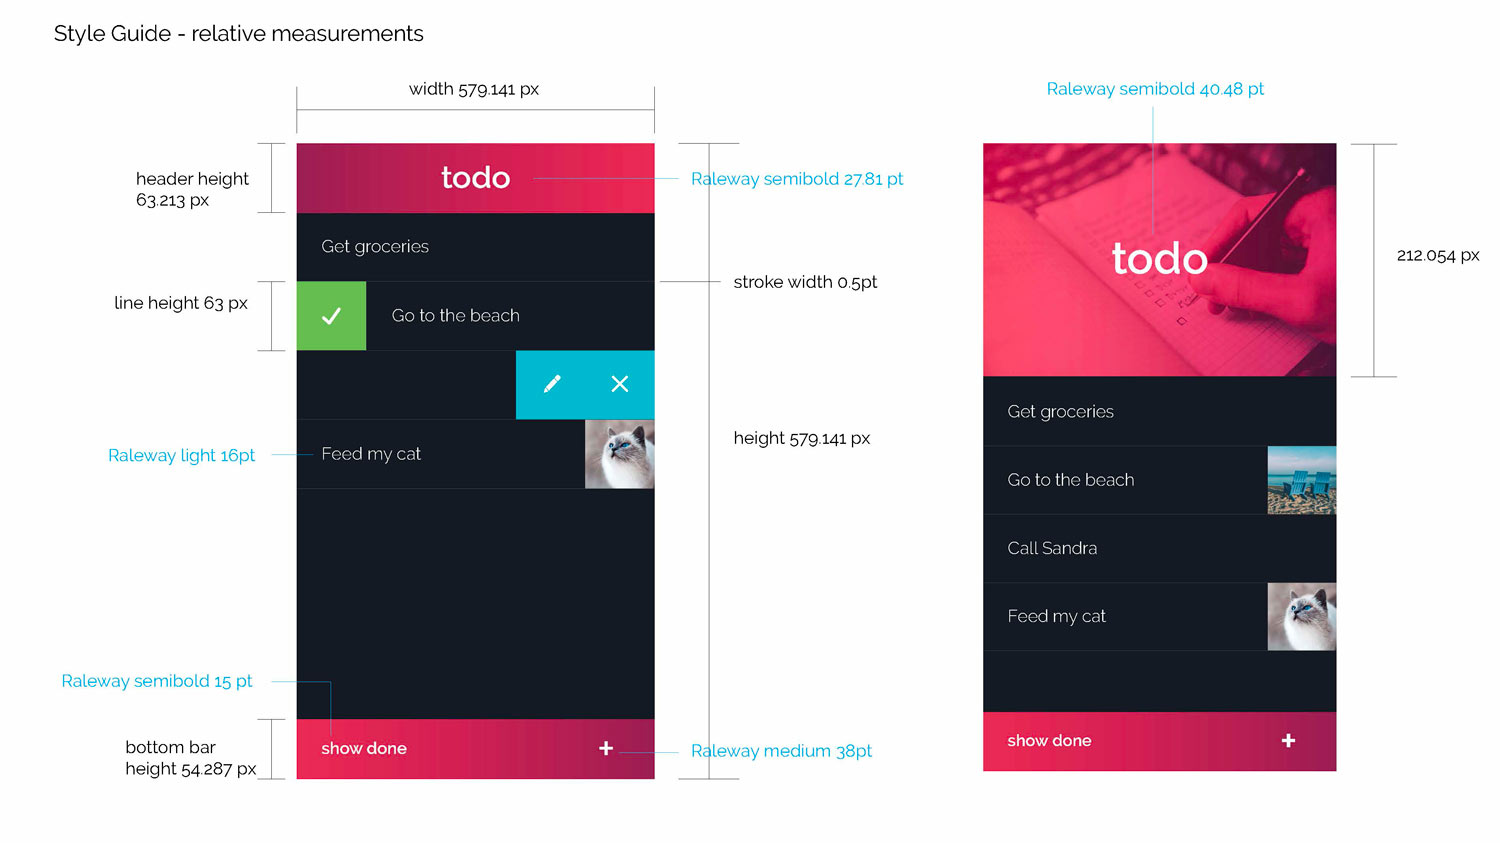 Style Guide - relative measurements
width 579.141 px
Raleway semibold 40.48 pt
header height
63.213 px
todo
Raleway semibold 27.81 pt
Get groceries
stroke width 0.5pt
line height 63 px
Go to the beach
height 579.141 px
Raleway light 16pt
Feed my cat
Raleway semibold 15 pt
bottom bar
height 54.287 px
show done
+
Raleway medium 38pt
todo
212.054 px
Get groceries
Go to the beach
Call Sandra
Feed my cat
show done
+